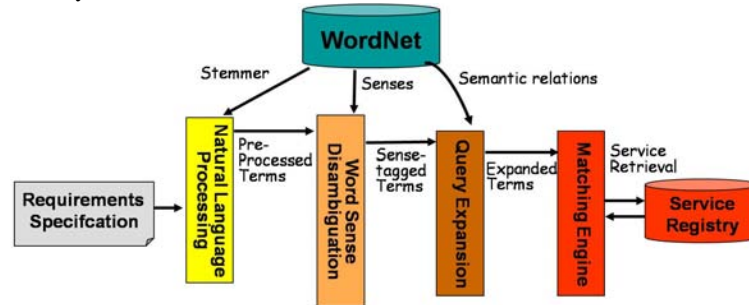 WordNet
Stemmer
Senses
Semantic relations
Natural Language
Processing
Pre-
Processed
Terms
Word Sense
Disambiguation
Sense-
tagged Terms
Query Expansion
Expanded
Terms
Matching Engine
Service
Retrieval
Requirements
Specifcation
Service
Registry